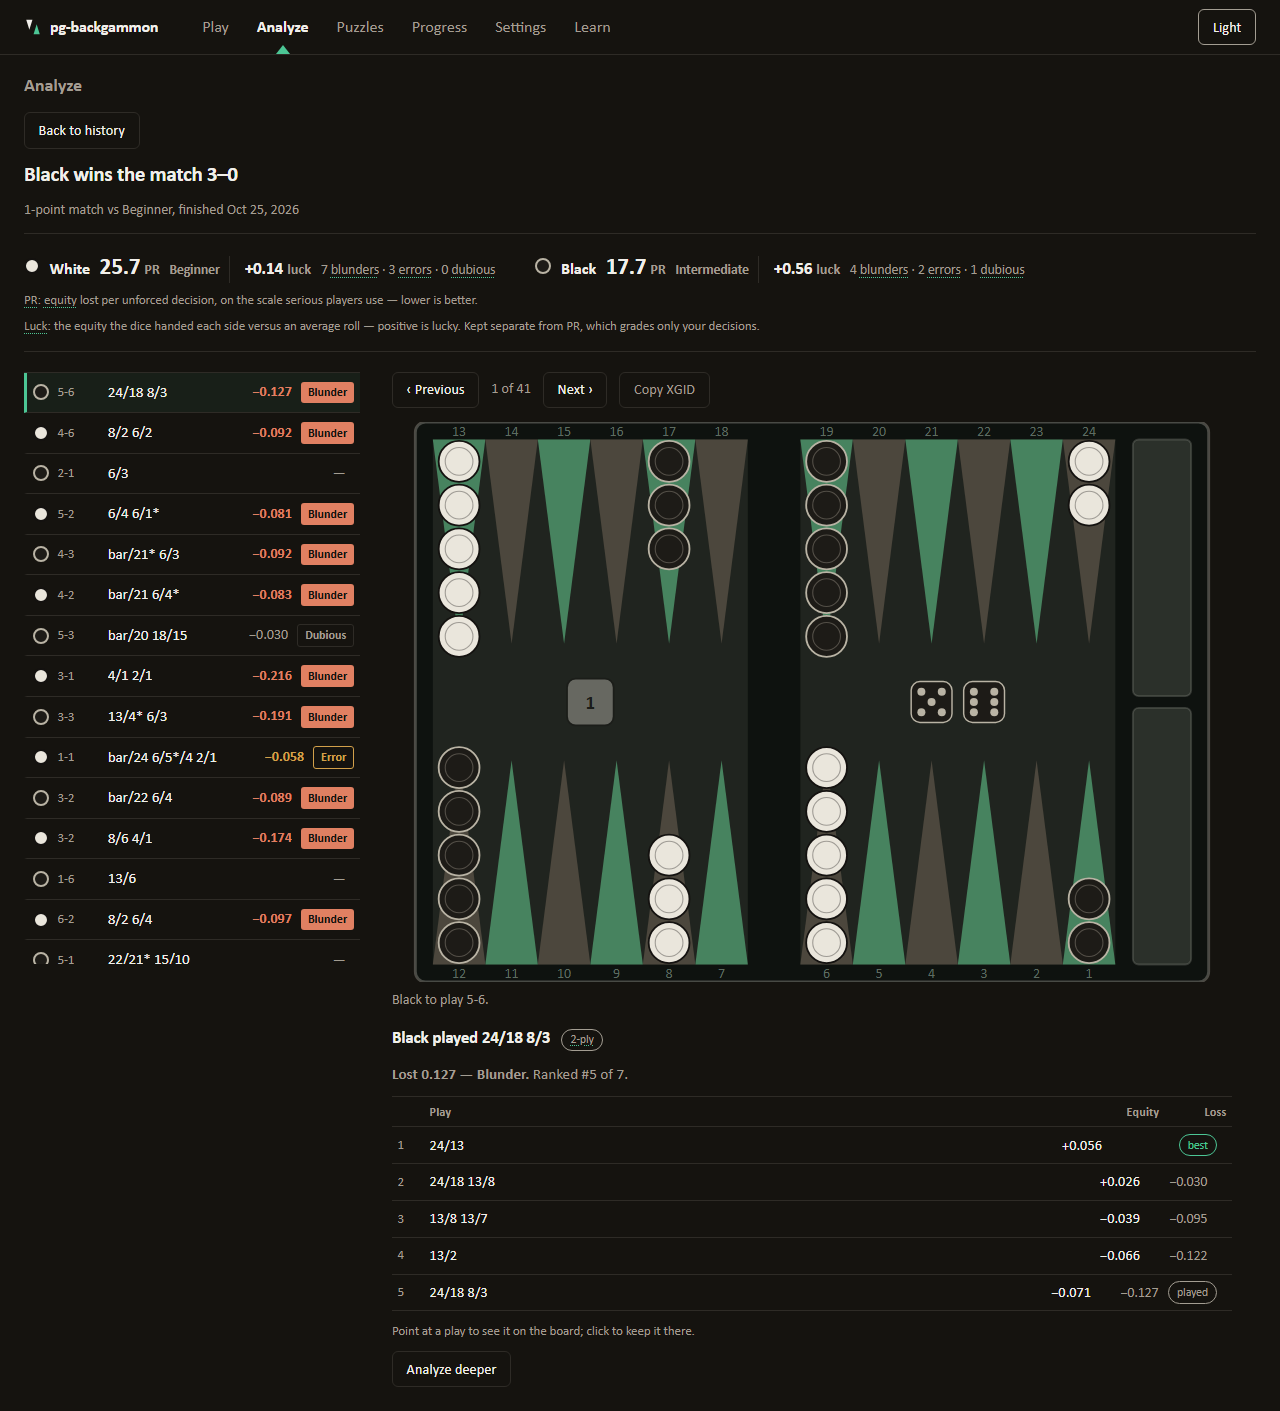 pg-backgammon Play Analyze Puzzles Progress Settings Learn Light
Analyze
Back to history
Black wins the match 3–0
1-point match vs Beginner, finished Oct 25, 2026
White 25.7 PR Beginner +0.14 luck 7 blunders · 3 errors · 0 dubious Black 17.7 PR Intermediate +0.56 luck 4 blunders · 2 errors · 1 dubious
PR: equity lost per unforced decision, on the scale serious players use — lower is better.
Luck: the equity the dice handed each side versus an average roll — positive is lucky. Kept separate from PR, which grades only your decisions.
5-6 24/18 8/3 −0.127 Blunder
4-6 8/2 6/2 −0.092 Blunder
2-1 6/3 —
5-2 6/4 6/1* −0.081 Blunder
4-3 bar/21* 6/3 −0.092 Blunder
4-2 bar/21 6/4* −0.083 Blunder
5-3 bar/20 18/15 −0.030 Dubious
3-1 4/1 2/1 −0.216 Blunder
3-3 13/4* 6/3 −0.191 Blunder
1-1 bar/24 6/5*/4 2/1 −0.058 Error
3-2 bar/22 6/4 −0.089 Blunder
3-2 8/6 4/1 −0.174 Blunder
1-6 13/6 —
6-2 8/2 6/4 −0.097 Blunder
5-1 22/21* 15/10 —
‹ Previous 1 of 41 Next › Copy XGID
13 14 15 16 17 18 19 20 21 22 23 24
1
12 11 10 9 8 7 6 5 4 3 2 1
Black to play 5-6.
Black played 24/18 8/3 2-ply
Lost 0.127 — Blunder. Ranked #5 of 7.
Play Equity Loss
1 24/13 +0.056 best
2 24/18 13/8 +0.026 −0.030
3 13/8 13/7 −0.039 −0.095
4 13/2 −0.066 −0.122
5 24/18 8/3 −0.071 −0.127 played
Point at a play to see it on the board; click to keep it there.
Analyze deeper